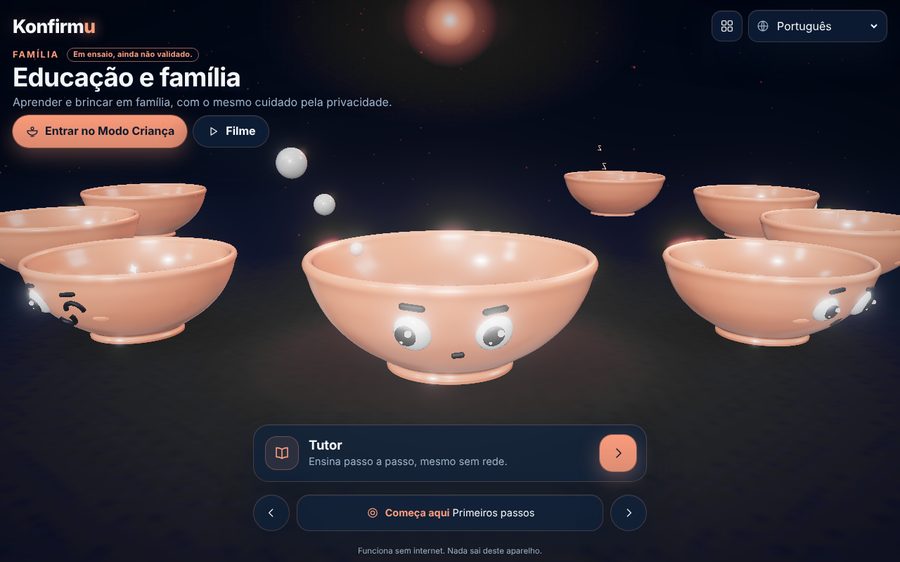 Konfirmu
Português
FAMÍLIA Em ensaio, ainda não validado.
Educação e família
Aprender e brincar em família, com o mesmo cuidado pela privacidade.
Entrar no Modo Criança Filme
z
z
Tutor
Ensina passo a passo, mesmo sem rede.
Começa aqui Primeiros passos
Funciona sem internet. Nada sai deste aparelho.